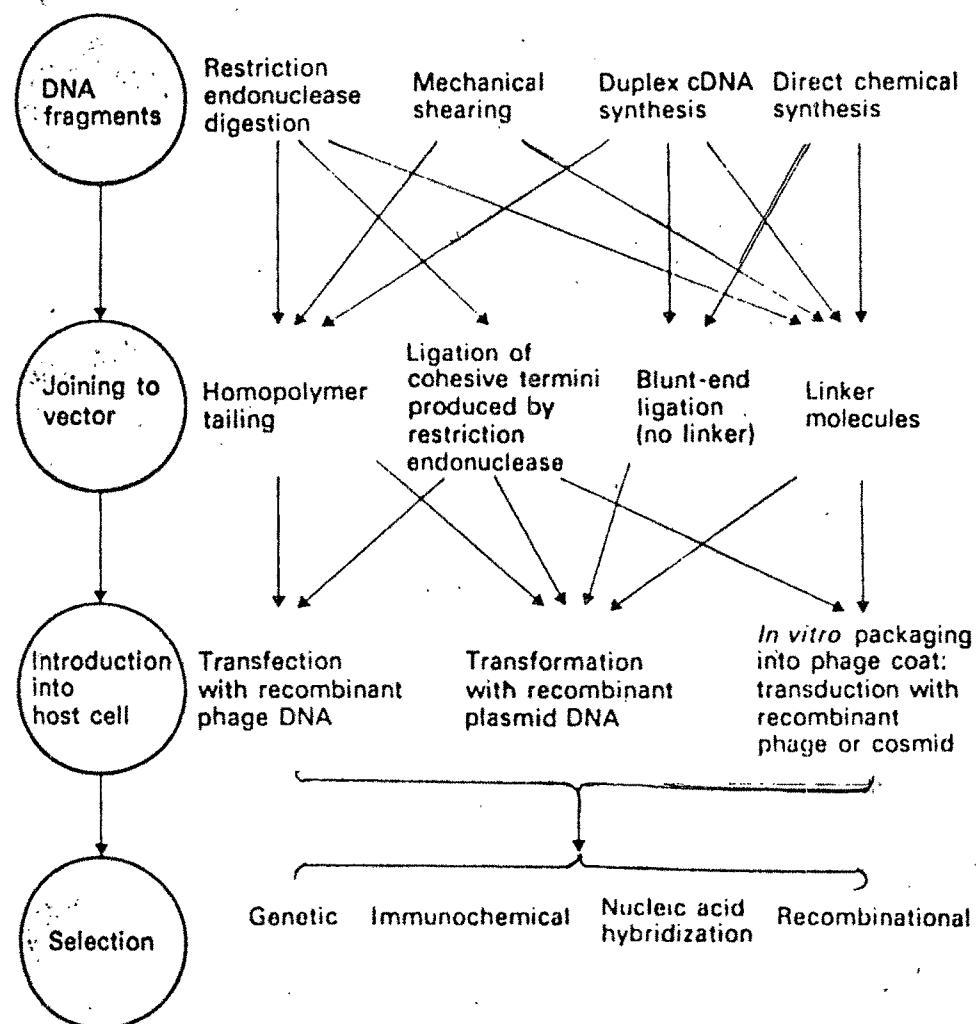 DNA
fragments
Restriction
endonuclease
digestion
Mechanical
shearing
Duplex cDNA
synthesis
Direct chemical
synthesis
Joining to
vector
Homopolymer
tailing
Ligation of
cohesive termini
produced by
restriction
endonuclease
Blunt-end
ligation
(no linker)
Linker
molecules
Introduction
into
host cell
Transfection
with recombinant
phage DNA
Transformation
with recombinant
plasmid DNA
In vitro packaging
into phage coat:
transduction with
recombinant
phage or cosmid
Selection
Genetic
Immunochemical
Nucleic acid
hybridization
Recombinational